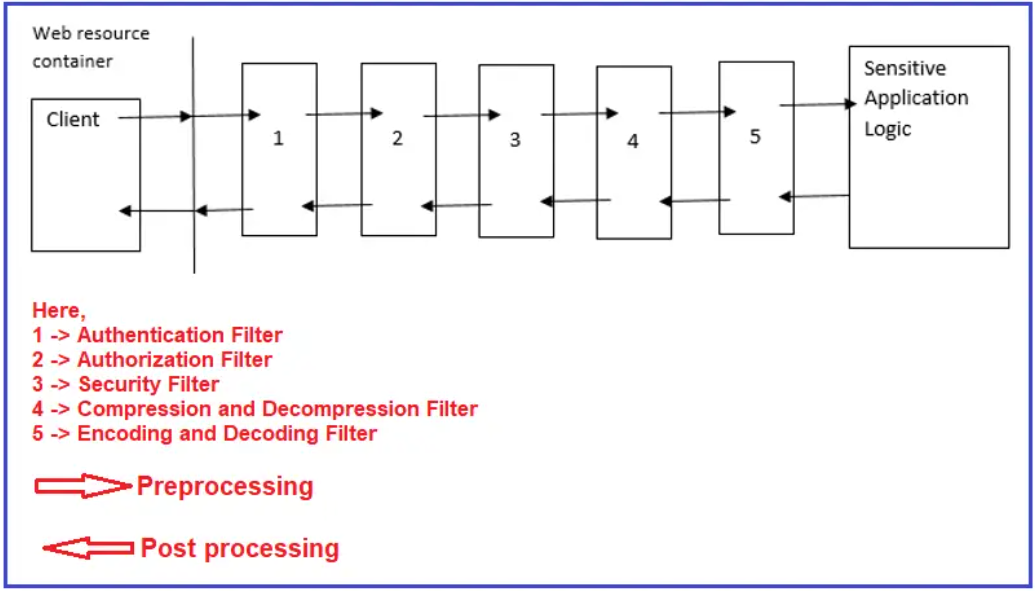 Web resource
container
Client
1
2
3
4
5
Sensitive
Application
Logic
Here,
1 -> Authentication Filter
2 -> Authorization Filter
3 -> Security Filter
4 -> Compression and Decompression Filter
5 -> Encoding and Decoding Filter
Preprocessing
Post processing